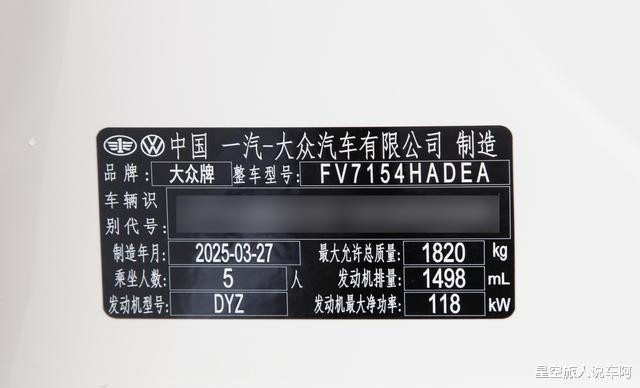 中国 一汽-大众汽车有限公司 制造
品牌: 大众牌 整车型号: FV7154HADEA
车辆识
别代号:
制造年月: 2025-03-27 最大允许总质量: 1820 kg
乘坐人数: 5 人 发动机排量: 1498 mL
发动机型号: DYZ 发动机最大净功率: 118 kW
星空旅人说车阿